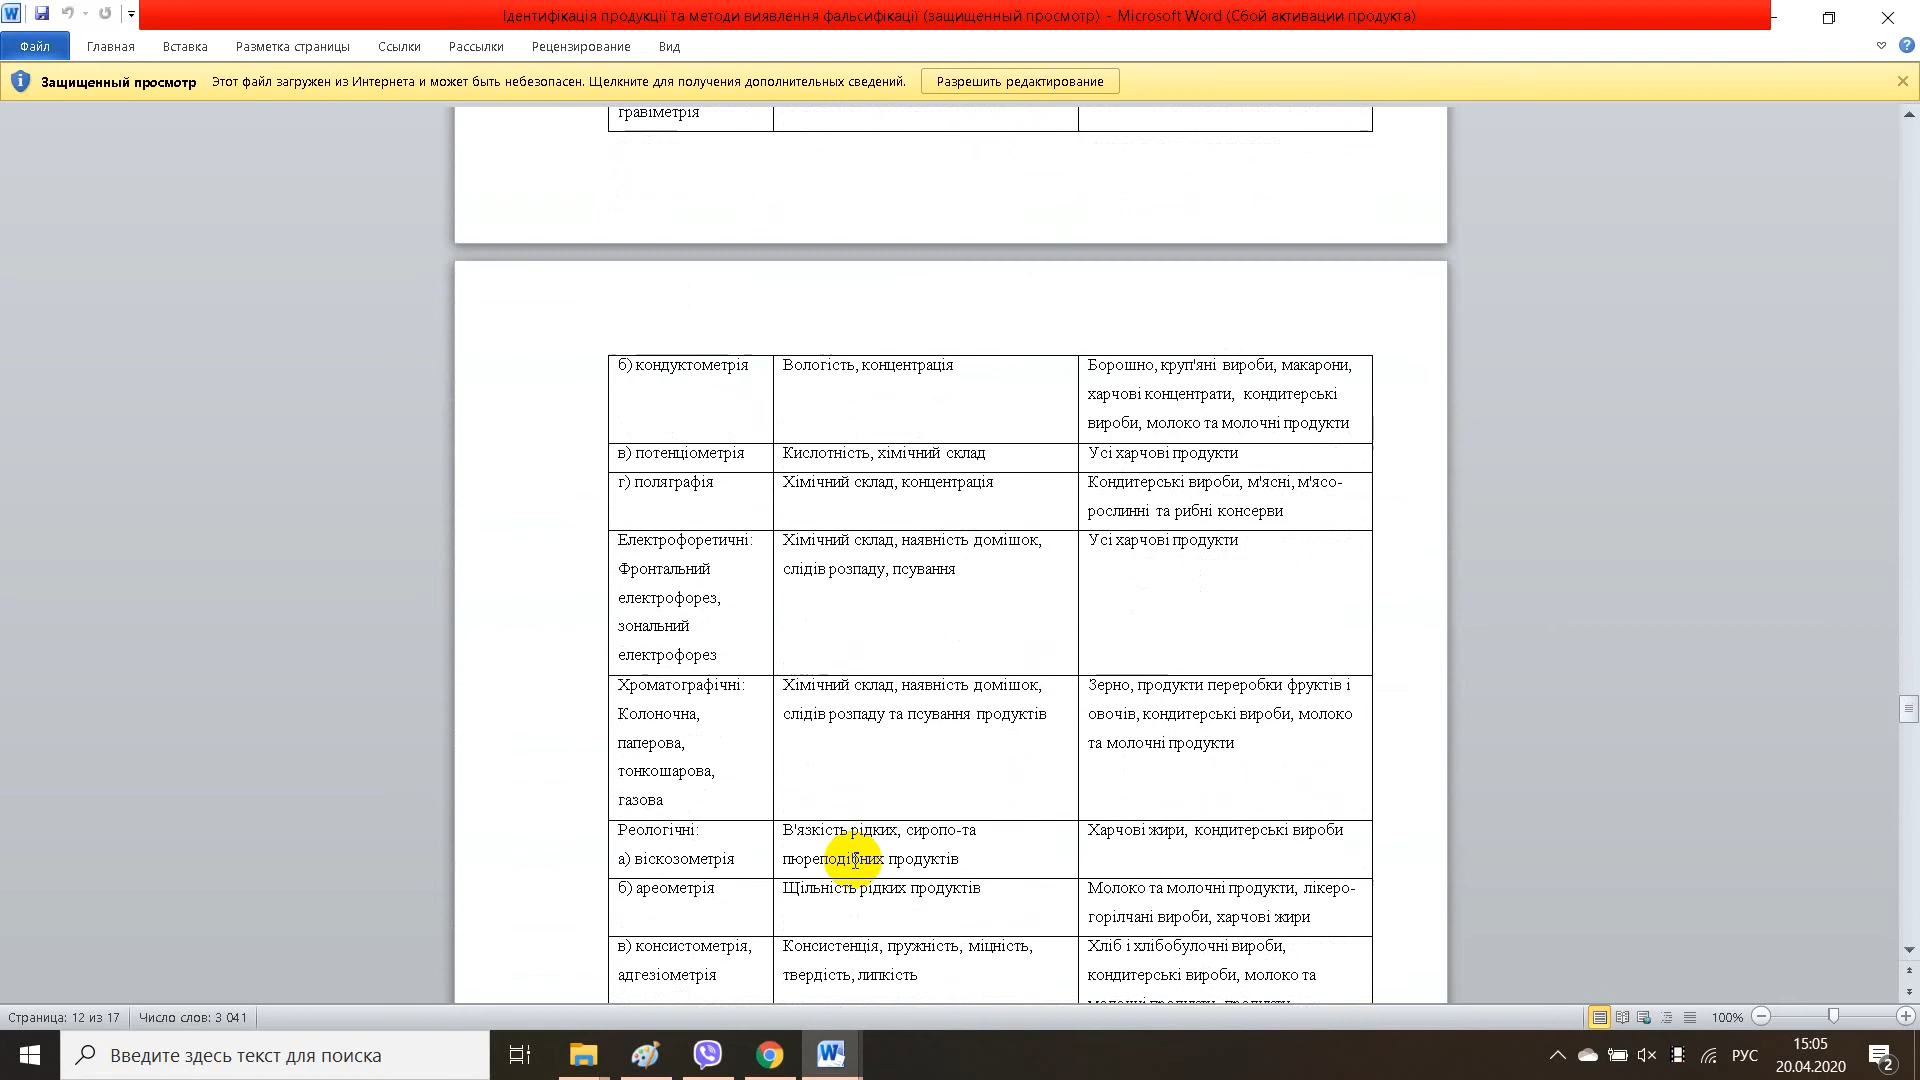 Ідентифікація продукції та методи виявлення фальсифікації (защищенный просмотр) - Microsoft Word (Сбой активации продукта)
Файл Главная Вставка Разметка страницы Ссылки Рассылки Рецензирование Вид
Защищенный просмотр Этот файл загружен из Интернета и может быть небезопасен. Щелкните для получения дополнительных сведений. Разрешить редактирование
гравіметрія
б) кондуктометрія
Вологість, концентрація
Борошно, круп'яні вироби, макарони,
харчові концентрати, кондитерські
вироби, молоко та молочні продукти
в) потенціометрія
Кислотність, хімічний склад
Усі харчові продукти
г) поляграфія
Хімічний склад, концентрація
Кондитерські вироби, м'ясні, м'ясо-
рослинні та рибні консерви
Електрофоретичні:
Фронтальний
електрофорез,
зональний
електрофорез
Хімічний склад, наявність домішок,
слідів розпаду, псування
Усі харчові продукти
Хроматографічні:
Колоночна,
паперова,
тонкошарова,
газова
Хімічний склад, наявність домішок,
слідів розпаду та псування продуктів
Зерно, продукти переробки фруктів і
овочів, кондитерські вироби, молоко
та молочні продукти
Реологічні:
а) віскозометрія
В'язкість рідких, сиропо-та
пюреподібних продуктів
Харчові жири, кондитерські вироби
б) ареометрія
Щільність рідких продуктів
Молоко та молочні продукти, лікеро-
горілчані вироби, харчові жири
в) консистометрія,
адгезіометрія
Консистенція, пружність, міцність,
твердість, липкість
Хліб і хлібобулочні вироби,
кондитерські вироби, молоко та
Страница: 12 из 17 Число слов: 3 041 100%
Введите здесь текст для поиска
РУС
15:05
20.04.2020
2